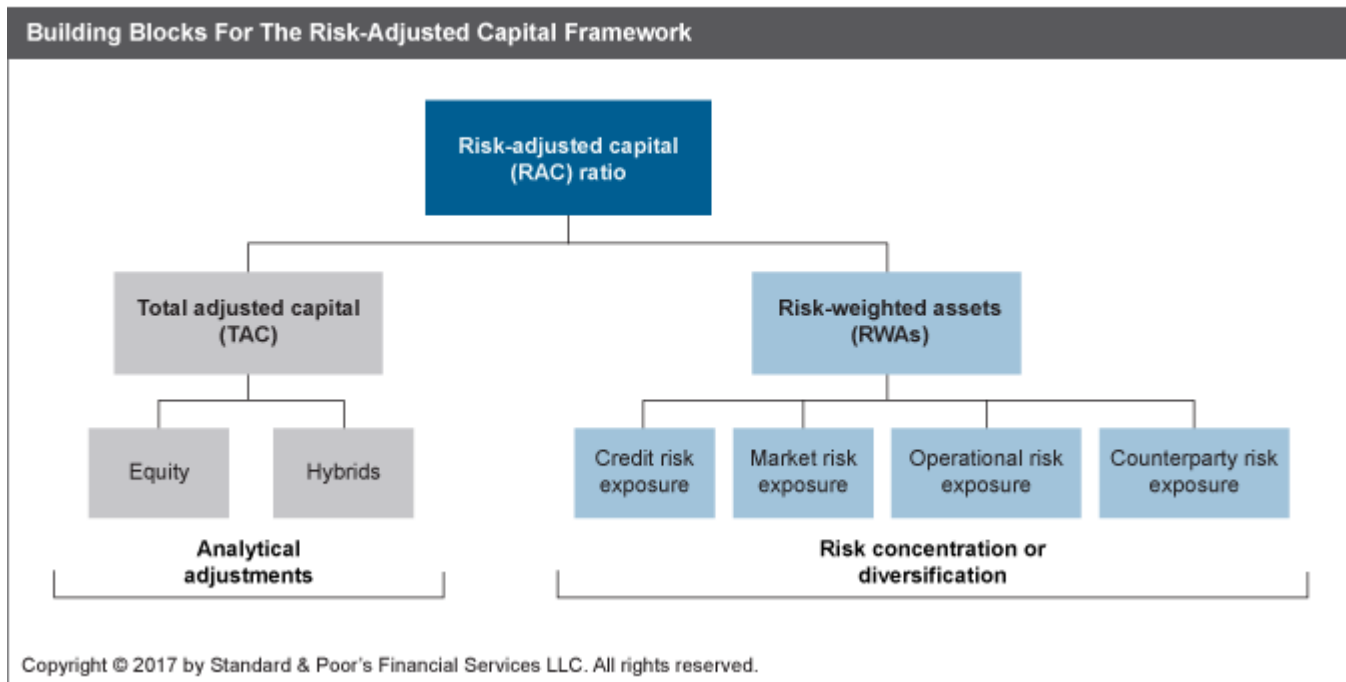 Building Blocks For The Risk-Adjusted Capital Framework
Risk-adjusted capital
(RAC) ratio
Total adjusted capital
(TAC)
Risk-weighted assets
(RWAs)
Equity
Hybrids
Credit risk
exposure
Market risk
exposure
Operational risk
exposure
Counterparty risk
exposure
Analytical
adjustments
Risk concentration or
diversification
Copyright © 2017 by Standard & Poor's Financial Services LLC. All rights reserved.